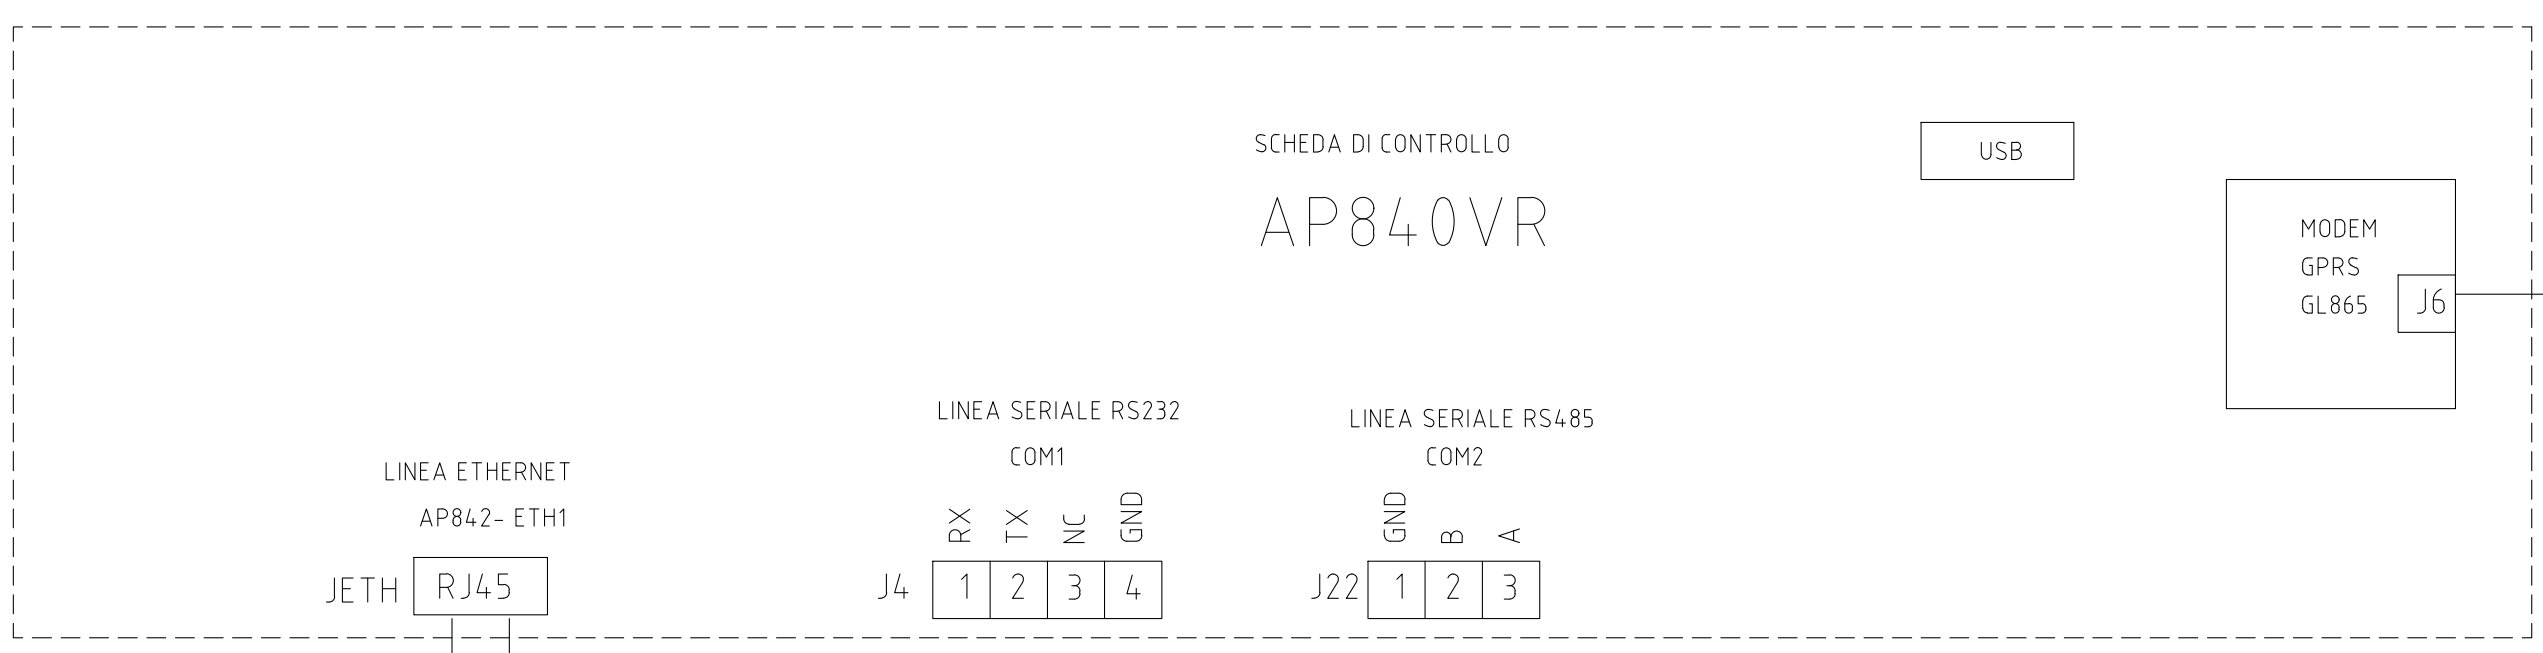 SCHEDA DI CONTROLLO
AP840VR
USB
MODEM
GPRS
GL865
J6
LINEA SERIALE RS232
COM1
RX TX NC GND
J4 1 2 3 4
LINEA SERIALE RS485
COM2
GND B A
J22 1 2 3
LINEA ETHERNET
AP842- ETH1
JETH RJ45